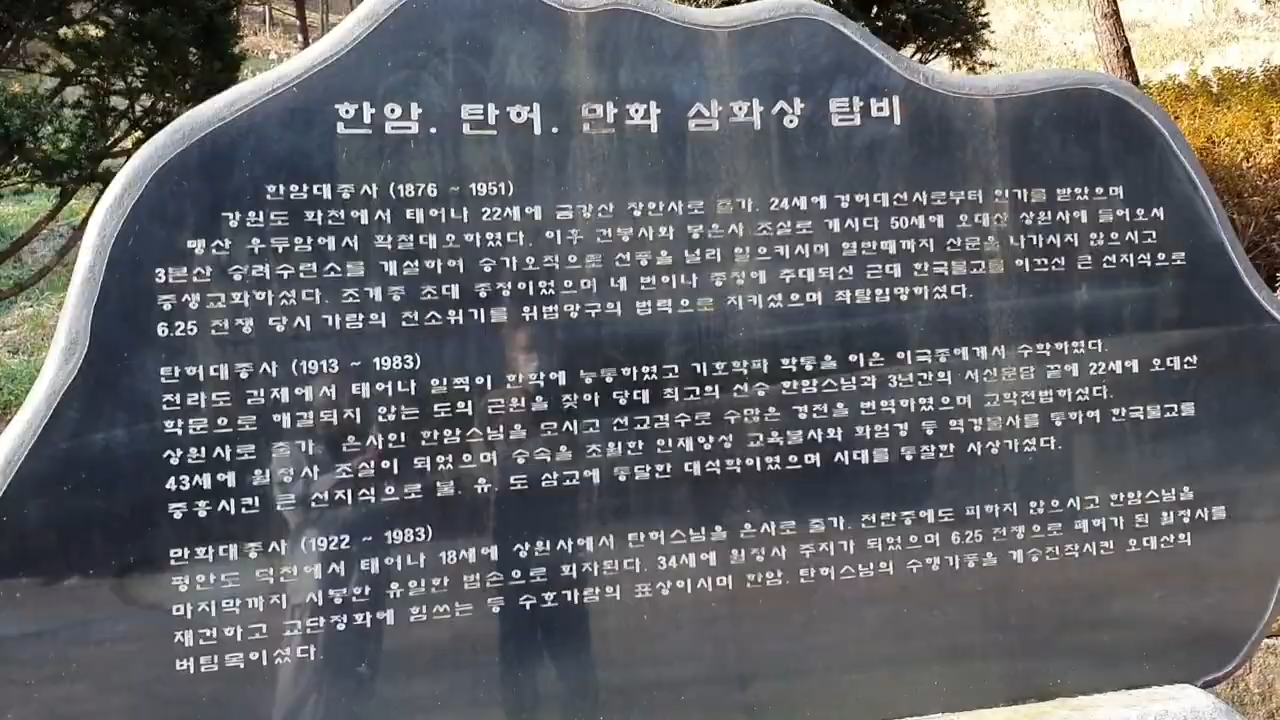 한암. 탄허. 만화 삼화상 탑비
한암대종사 (1876 ~ 1951)
강원도 화천에서 태어나 22세에 금강산 장안사로 출가. 24세에 경허대선사로부터 인가를 받았으며
맹산 우두암에서 확철대오하였다. 이후 건봉사와 봉은사 조실로 계시다 50세에 오대산 상원사에 들어오셔
3본산 승려수련소를 개설하여 승가오칙으로 선풍을 널리 일으키시며 열반때까지 산문을 나가시지 않으시고
중생교화하셨다. 조계종 초대 종정이었으며 네 번이나 종정에 추대되신 근대 한국불교를 이끄신 큰 선지식으로
6.25 전쟁 당시 가람의 전소위기를 위법망구의 법력으로 지키셨으며 좌탈입망하셨다.
탄허대종사 (1913 ~ 1983)
전라도 김제에서 태어나 일찍이 한학에 능통하였고 기호학파 학통을 이은 이국종에게서 수학하였다.
학문으로 해결되지 않는 도의 근원을 찾아 당대 최고의 선승 한암스님과 3년간의 서신문답 끝에 22세에 오대산
상원사로 출가. 은사인 한암스님을 모시고 선교겸수로 수많은 경전을 번역하였으며 교학전법하셨다.
43세에 월정사 조실이 되었으며 승속을 초월한 인재양성 교육불사와 화엄경 등 역경불사를 통하여 한국불교를
중흥시킨 큰 선지식으로 불. 유. 도 삼교에 통달한 대석학이였으며 시대를 통찰한 사상가셨다.
만화대종사 (1922 ~ 1983)
평안도 덕천에서 태어나 18세에 상원사에서 탄허스님을 은사로 출가. 전란중에도 피하지 않으시고 한암스님을
마지막까지 시봉한 유일한 법손으로 회자된다. 34세에 월정사 주지가 되었으며 6.25 전쟁으로 폐허가 된 월정사를
재건하고 교단정화에 힘쓰는 등 수호가람의 표상이시며 한암. 탄허스님의 수행가풍을 계승진작시킨 오대산의
버팀목이셨다.